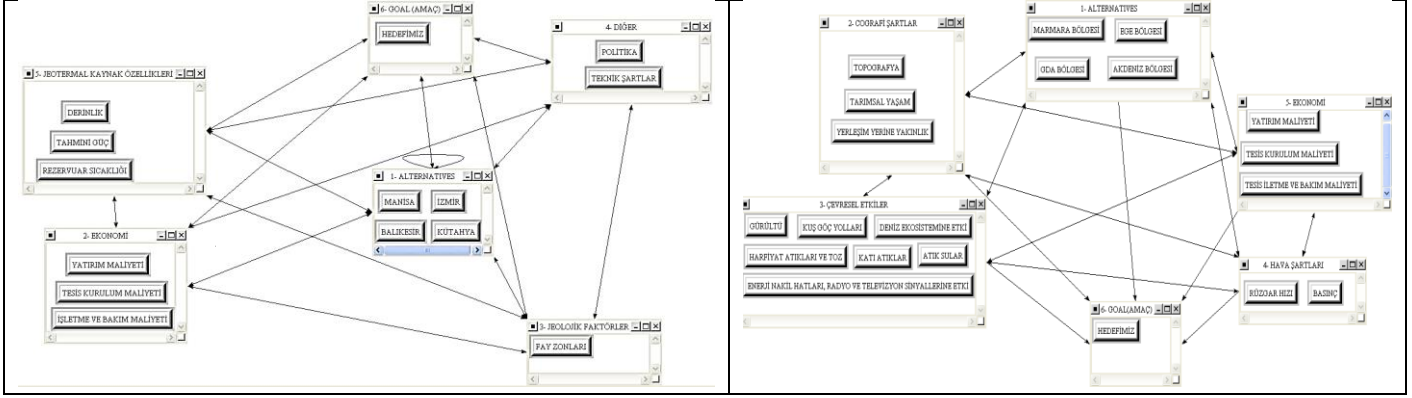 6- GOAL (AMAÇ)
HEDEFİMİZ
4- DİĞER
POLİTİKA
TEKNİK ŞARTLAR
5- JEOTERMAL KAYNAK ÖZELLİKLERİ
DERİNLİK
TAHMİNİ GÜÇ
REZERVUAR SICAKLIĞI
1- ALTERNATIVES
MANİSA
İZMİR
BALIKESİR
KÜTAHYA
2- EKONOMİ
YATIRIM MALİYETİ
TESİS KURULUM MALİYETİ
İŞLETME VE BAKIM MALİYETİ
3- JEOLOJİK FAKTÖRLER
FAY ZONLARI
1- ALTERNATIVES
MARMARA BÖLGESİ
EGE BÖLGESİ
GDA BÖLGESİ
AKDENİZ BÖLGESİ
2- COGRAFİ ŞARTLAR
TOPOGRAFYA
TARIMSAL YAŞAM
YERLEŞİM YERİNE YAKINLIK
5- EKONOMİ
YATIRIM MALİYETİ
TESİS KURULUM MALİYETİ
TESİS İLETME VE BAKIM MALİYETİ
3- ÇEVRESEL ETKİLER
GÜRÜLTÜ
KUŞ GÖÇ YOLLARI
DENİZ EKOSİSTEMİNE ETKİ
HARFİYAT ATIKLARI VE TOZ
KATI ATIKLAR
ATIK SULAR
ENERJİ NAKİL HATLARI, RADYO VE TELEVİZYON SİNYALLERİNE ETKİ
4- HAVA ŞARTLARI
RÜZGAR HIZI
BASINÇ
6- GOAL(AMAÇ)
HEDEFİMİZ